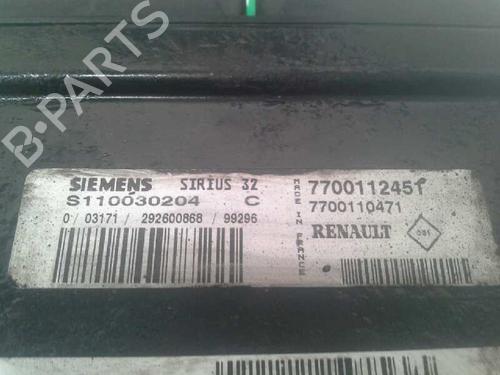 SIEMENS SIRIUS 32
S110030204 C
0/ 03171/ 292600868/ 99296
MADE IN FRANCE
7700112451
7700110471
RENAULT
B-PARTS